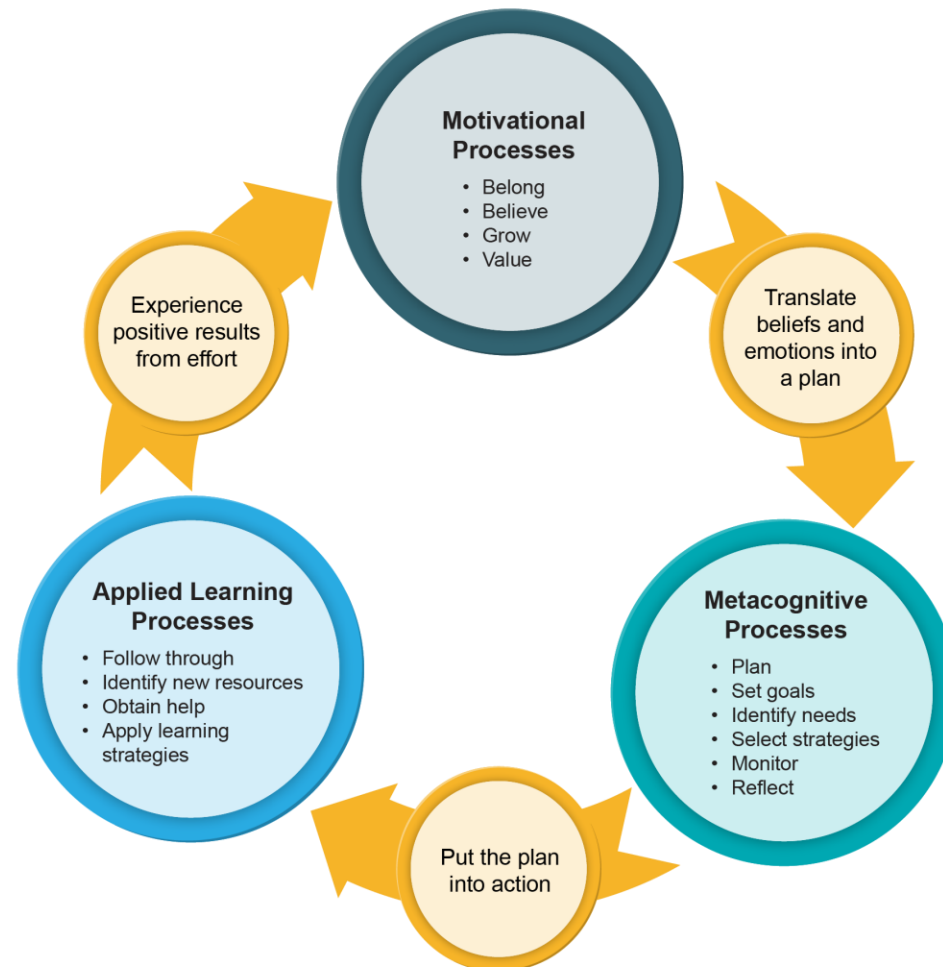 Motivational
Processes
• Belong
• Believe
• Grow
• Value
Translate
beliefs and
emotions into
a plan
Metacognitive
Processes
• Plan
• Set goals
• Identify needs
• Select strategies
• Monitor
• Reflect
Put the plan
into action
Applied Learning
Processes
• Follow through
• Identify new resources
• Obtain help
• Apply learning
strategies
Experience
positive results
from effort